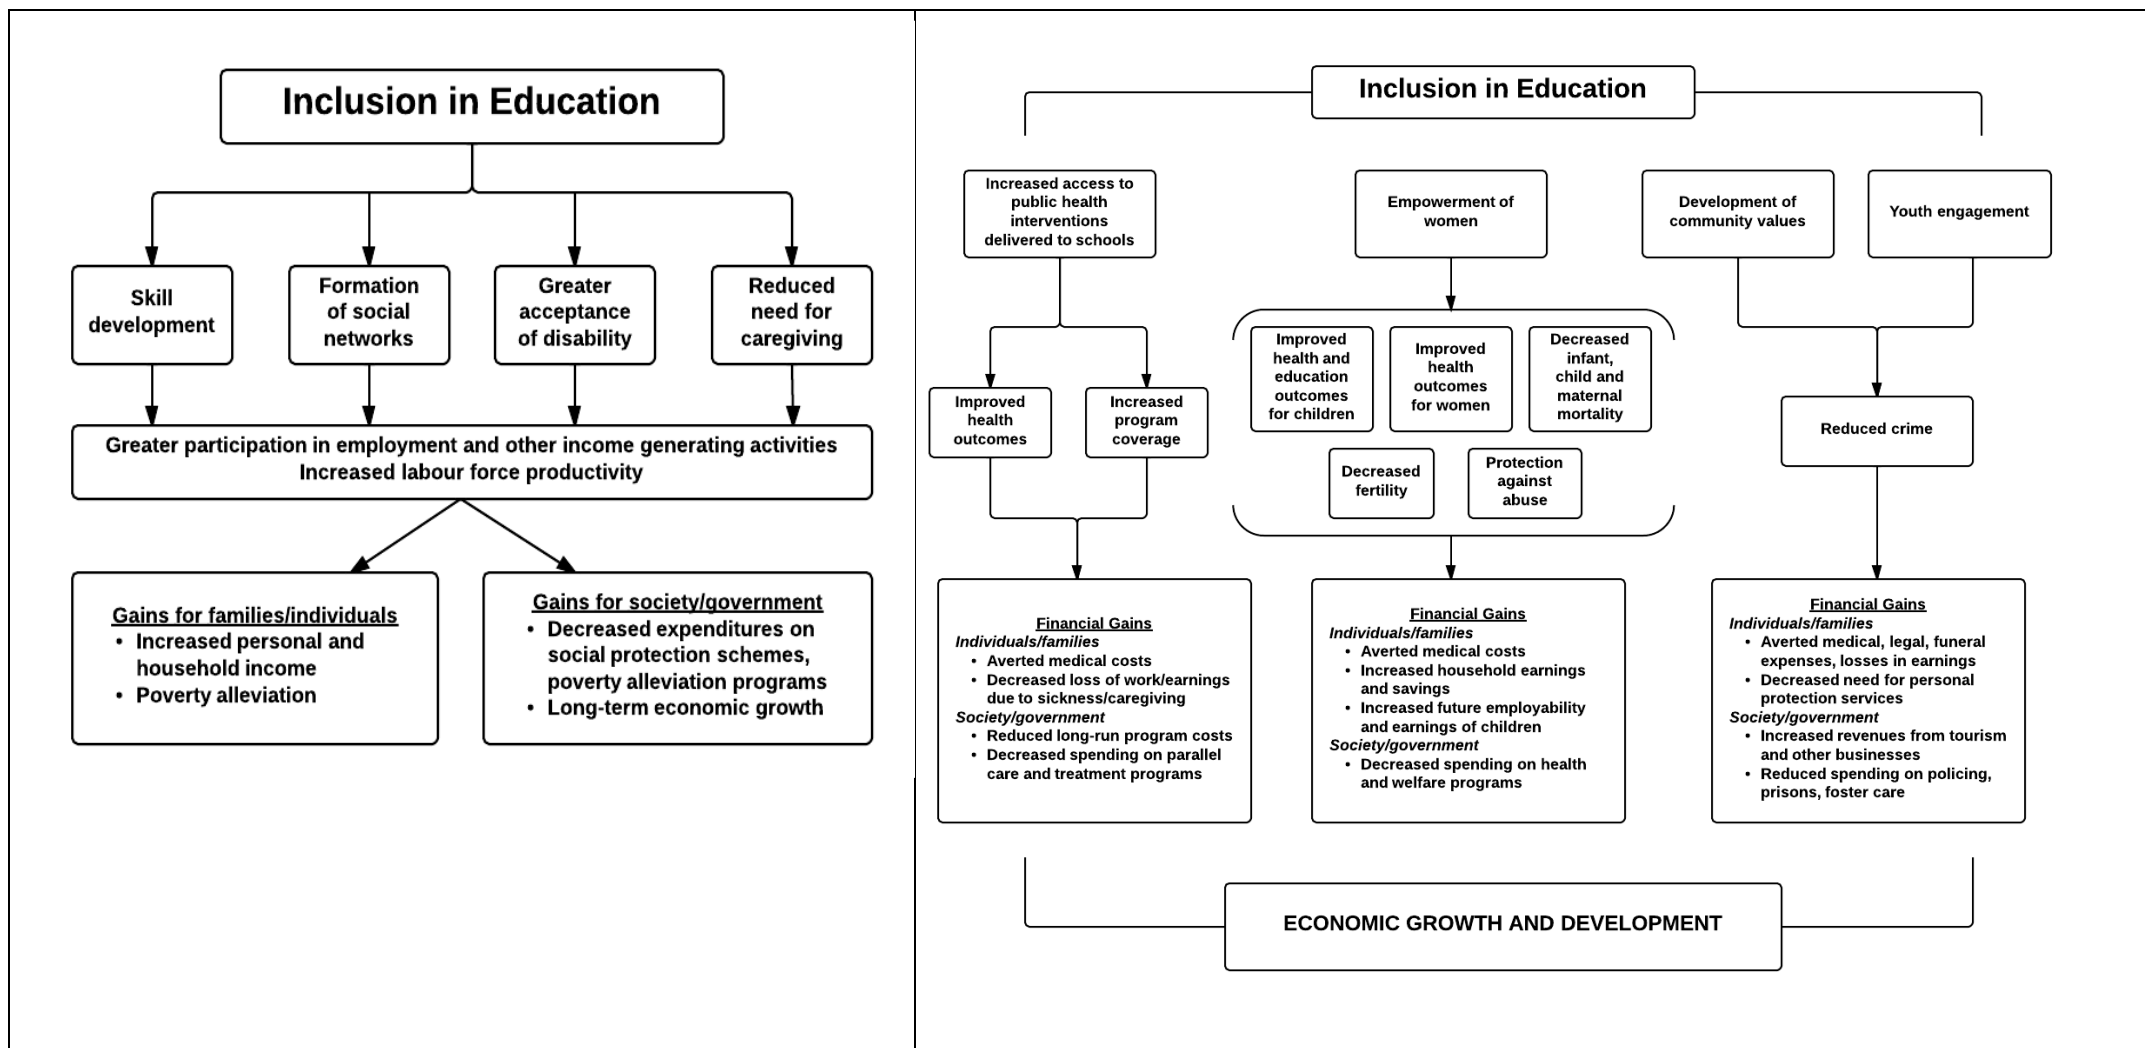 Inclusion in Education
Skill
development
Formation
of social
networks
Greater
acceptance
of disability
Reduced
need for
caregiving
Greater participation in employment and other income generating activities
Increased labour force productivity
Gains for families/individuals
• Increased personal and
household income
• Poverty alleviation
Gains for society/government
• Decreased expenditures on
social protection schemes,
poverty alleviation programs
• Long-term economic growth
Inclusion in Education
Increased access to
public health
interventions
delivered to schools
Empowerment of
women
Development of
community values
Youth engagement
Improved
health
outcomes
Increased
program
coverage
Improved
health and
education
outcomes
for children
Improved
health
outcomes
for women
Decreased
infant,
child and
maternal
mortality
Decreased
fertility
Protection
against
abuse
Reduced crime
Financial Gains
Individuals/families
• Averted medical costs
• Decreased loss of work/earnings
due to sickness/caregiving
Society/government
• Reduced long-run program costs
• Decreased spending on parallel
care and treatment programs
Financial Gains
Individuals/families
• Averted medical costs
• Increased household earnings
and savings
• Increased future employability
and earnings of children
Society/government
• Decreased spending on health
and welfare programs
Financial Gains
Individuals/families
• Averted medical, legal, funeral
expenses, losses in earnings
• Decreased need for personal
protection services
Society/government
• Increased revenues from tourism
and other businesses
• Reduced spending on policing,
prisons, foster care
ECONOMIC GROWTH AND DEVELOPMENT